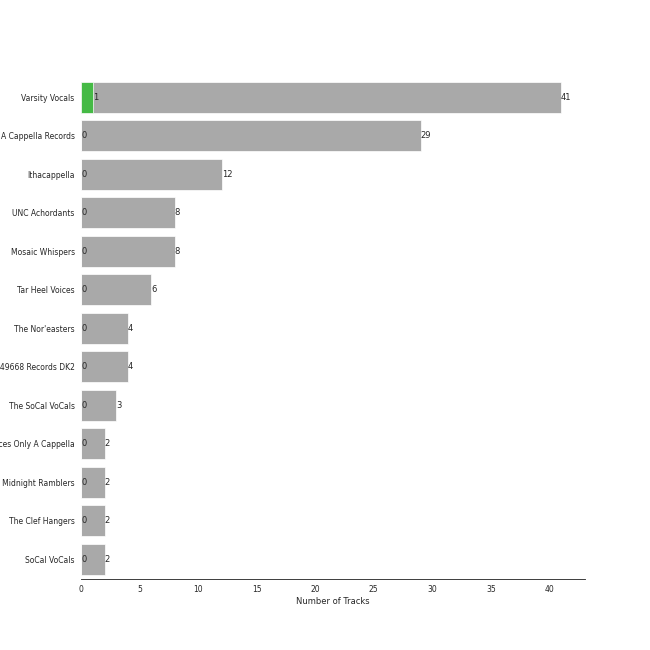 Varsity Vocals 1 41
A Cappella Records 0 29
Ithacappella 0 12
UNC Achordants 0 8
Mosaic Whispers 0 8
Tar Heel Voices 0 6
The Nor'easters 0 4
49668 Records DK2 0 4
The SoCal VoCals 0 3
Only A Cappella 0 2
Midnight Ramblers 0 2
The Clef Hangers 0 2
SoCal VoCals 0 2
0 5 10 15 20 25 30 35 40
Number of Tracks